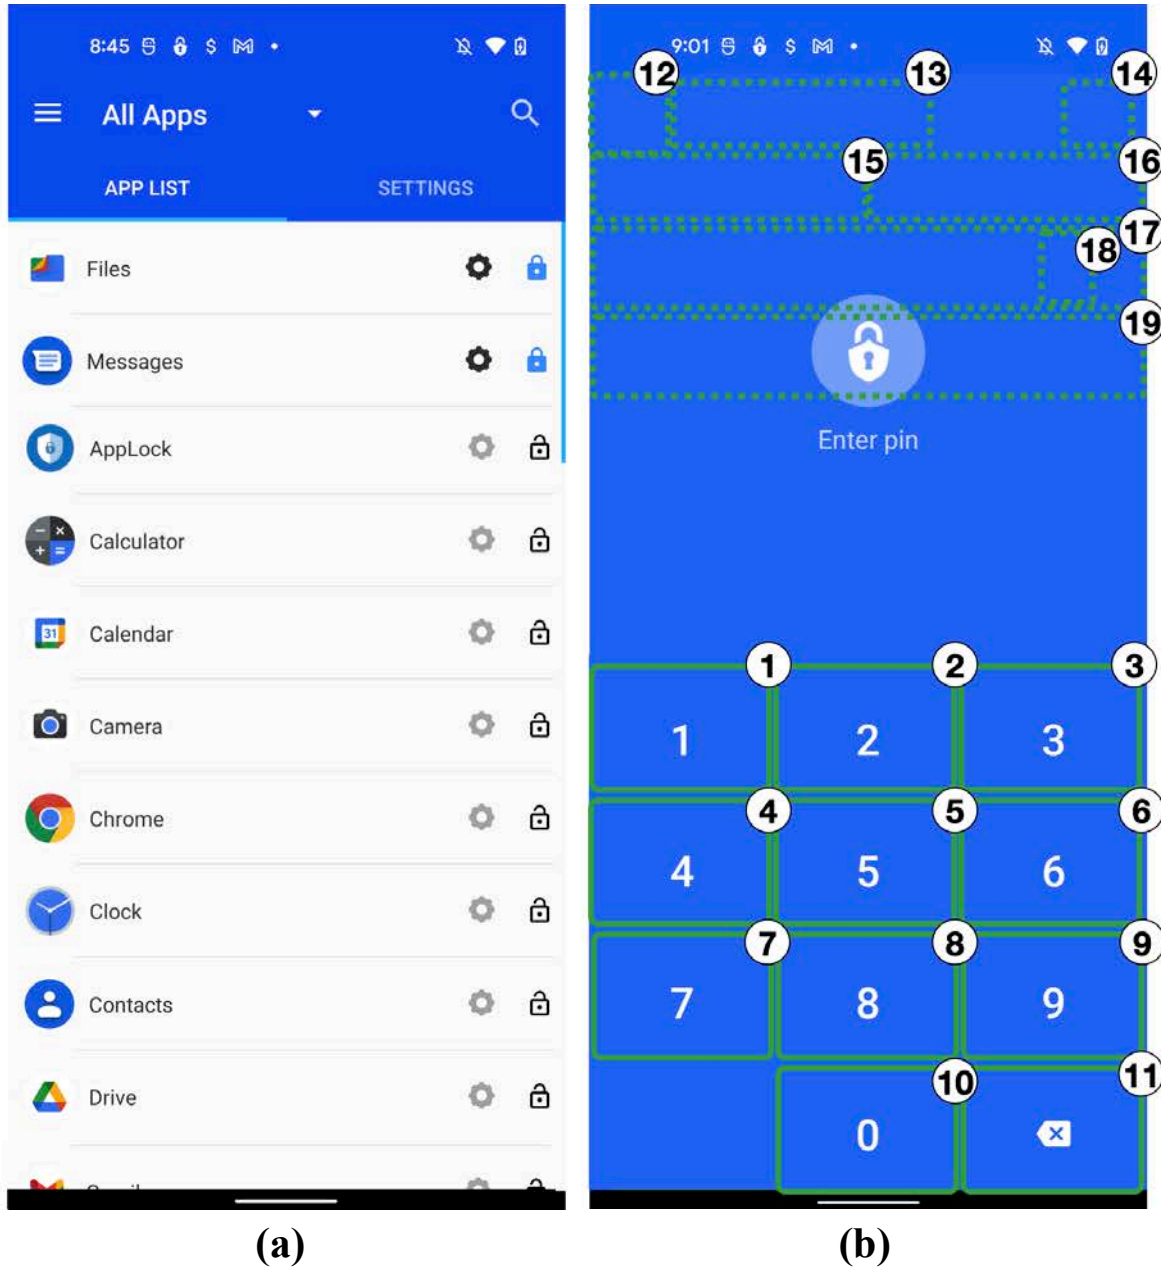 8:45 $
All Apps
APP LIST SETTINGS
Files
Messages
AppLock
Calculator
31 Calendar
Camera
Chrome
Clock
Contacts
Drive
(a)
9:01 $
12 13 14
15 16
17
18
19
Enter pin
1 2 3
1 2 3
4 5 6
4 5 6
7 8 9
7 8 9
10 11
0
(b)